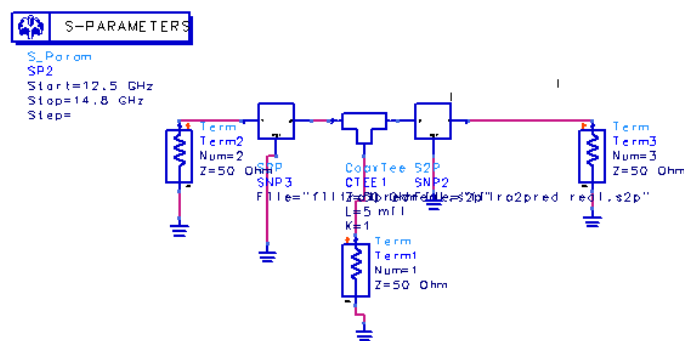 S-PARAMETERS
S_Param
SP2
Start=12.5 GHz
Stop=14.8 GHz
Step=
Term
Term2
Num=2
Z=50 Ohm
S2P
SNP3
CoaxTee
CTEE1
L=5 mil
K=1
S2P
SNP2
Term
Term3
Num=3
Z=50 Ohm
Term
Term1
Num=1
Z=50 Ohm